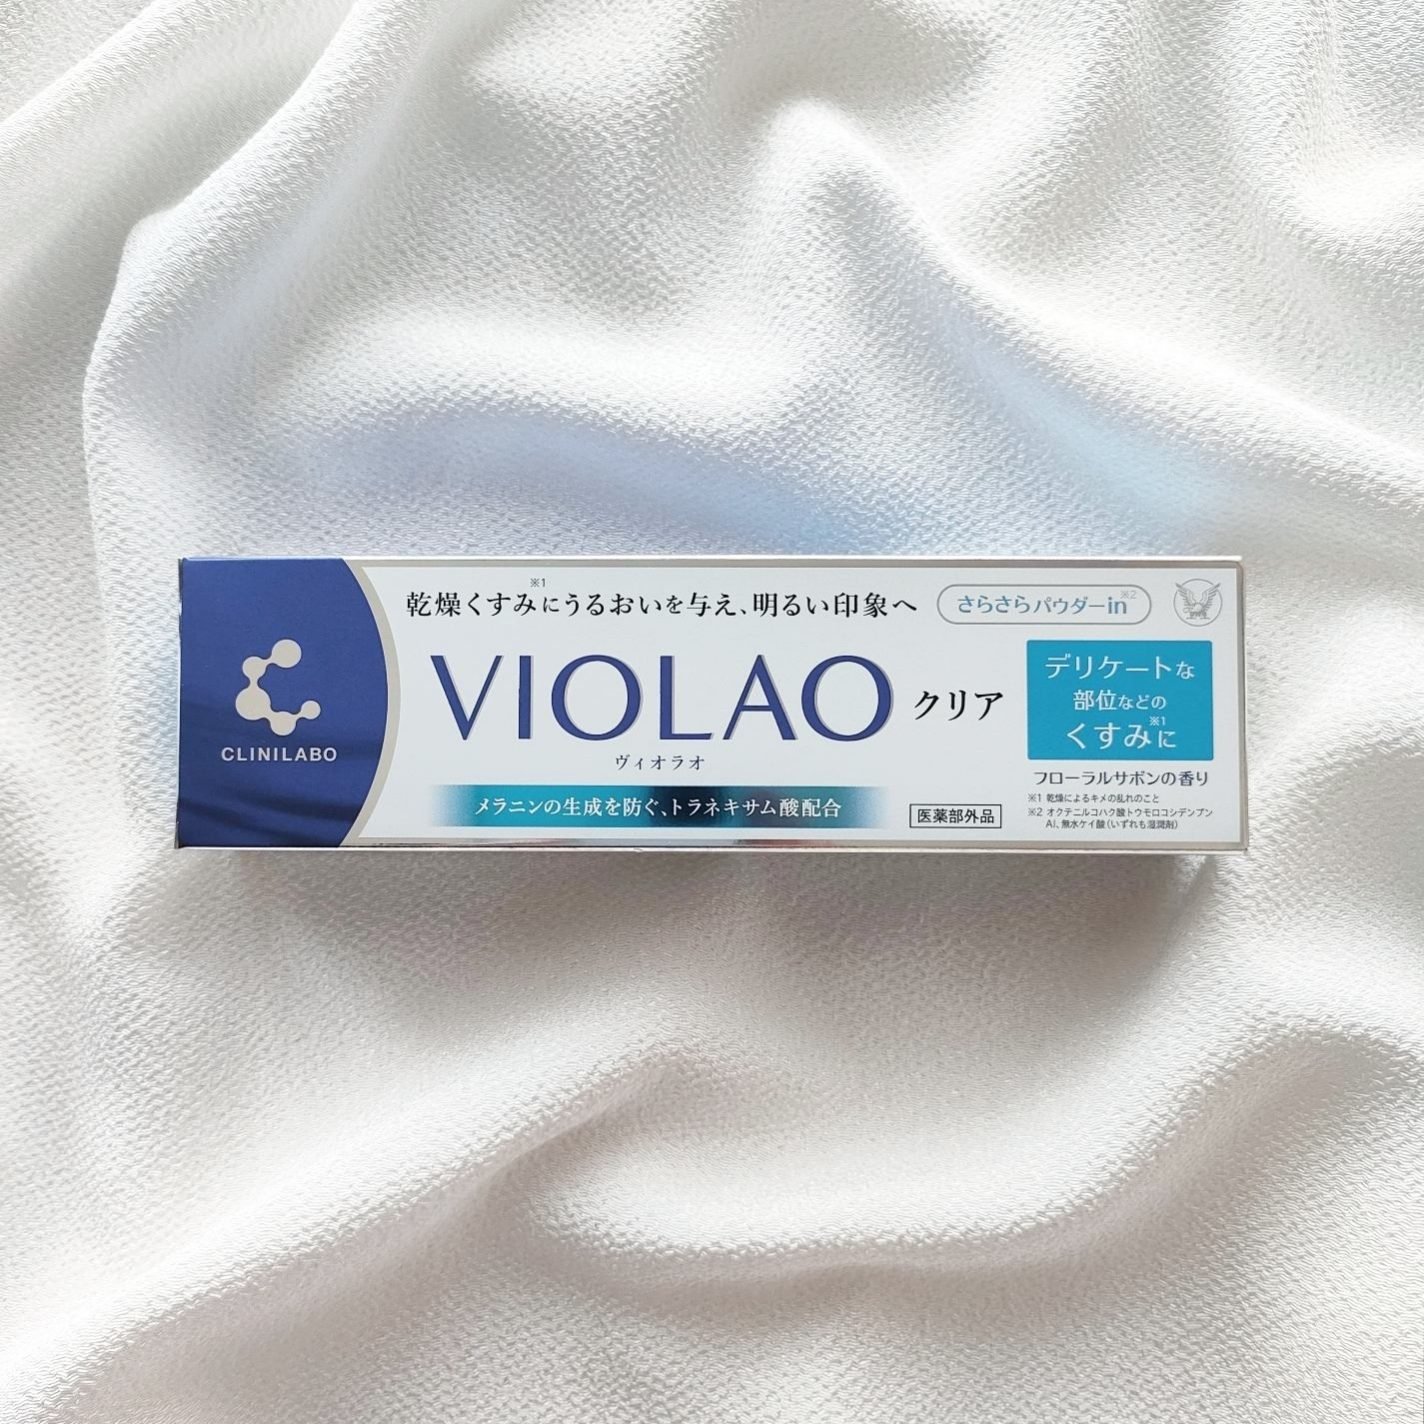 乾燥くすみ※1にうるおいを与え、明るい印象へ
さらさらパウダーin※2
CLINILABO
VIOLAO クリア
ヴィオラオ
メラニンの生成を防ぐ、トラネキサム酸配合
医薬部外品
デリケートな
部位などの
くすみ※1に
フローラルサボンの香り
※1 乾燥によるキメの乱れのこと
※2 オクテニルコハク酸トウモロコシデンプン
Al、無水ケイ酸(いずれも湿潤剤)